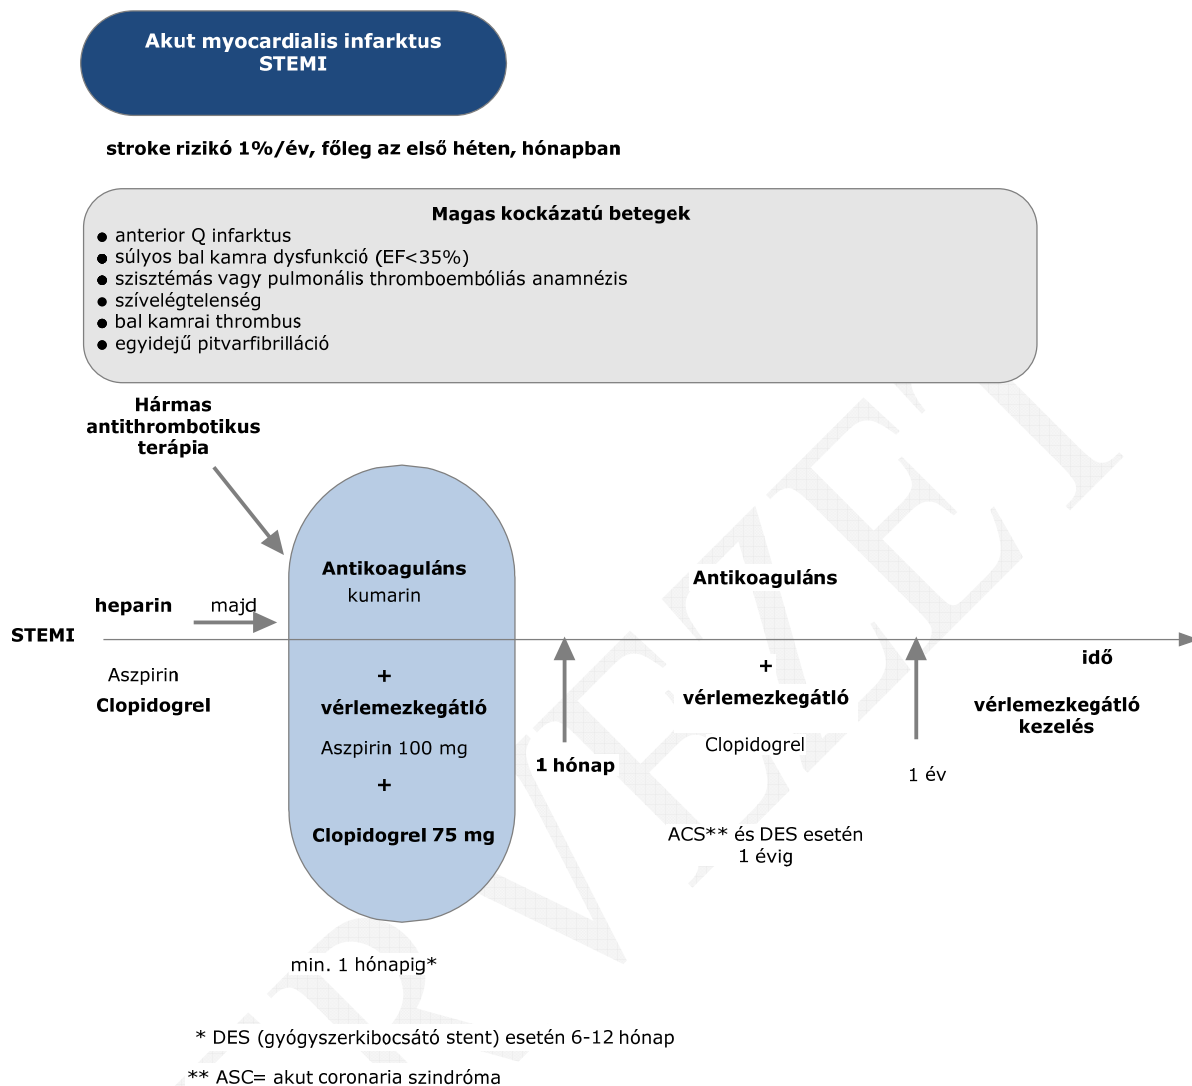 Akut myocardialis infarktus
STEMI
stroke rizikó 1%/év, főleg az első héten, hónapban
Magas kockázatú betegek
● anterior Q infarktus
● súlyos bal kamra dysfunkció (EF<35%)
● szisztémás vagy pulmonális thromboembóliás anamnézis
● szívelégtelenség
● bal kamrai thrombus
● egyidejű pitvarfibrilláció
Hármas
antithrombotikus
terápia
STEMI
heparin majd
Aszpirin
Clopidogrel
Antikoaguláns
kumarin
+
vérlemezkegátló
Aszpirin 100 mg
+
Clopidogrel 75 mg
min. 1 hónapig*
1 hónap
Antikoaguláns
+
vérlemezkegátló
Clopidogrel
ACS** és DES esetén
1 évig
1 év
idő
vérlemezkegátló
kezelés
* DES (gyógyszerkibocsátó stent) esetén 6-12 hónap
** ASC= akut coronaria szindróma